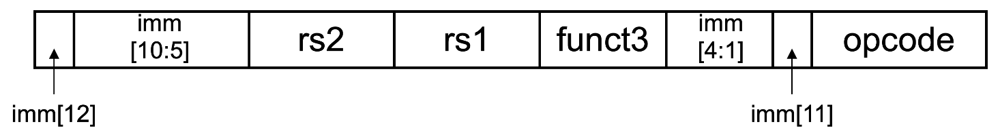 imm
[10:5]
rs2
rs1
funct3
imm
[4:1]
opcode
imm[12]
imm[11]